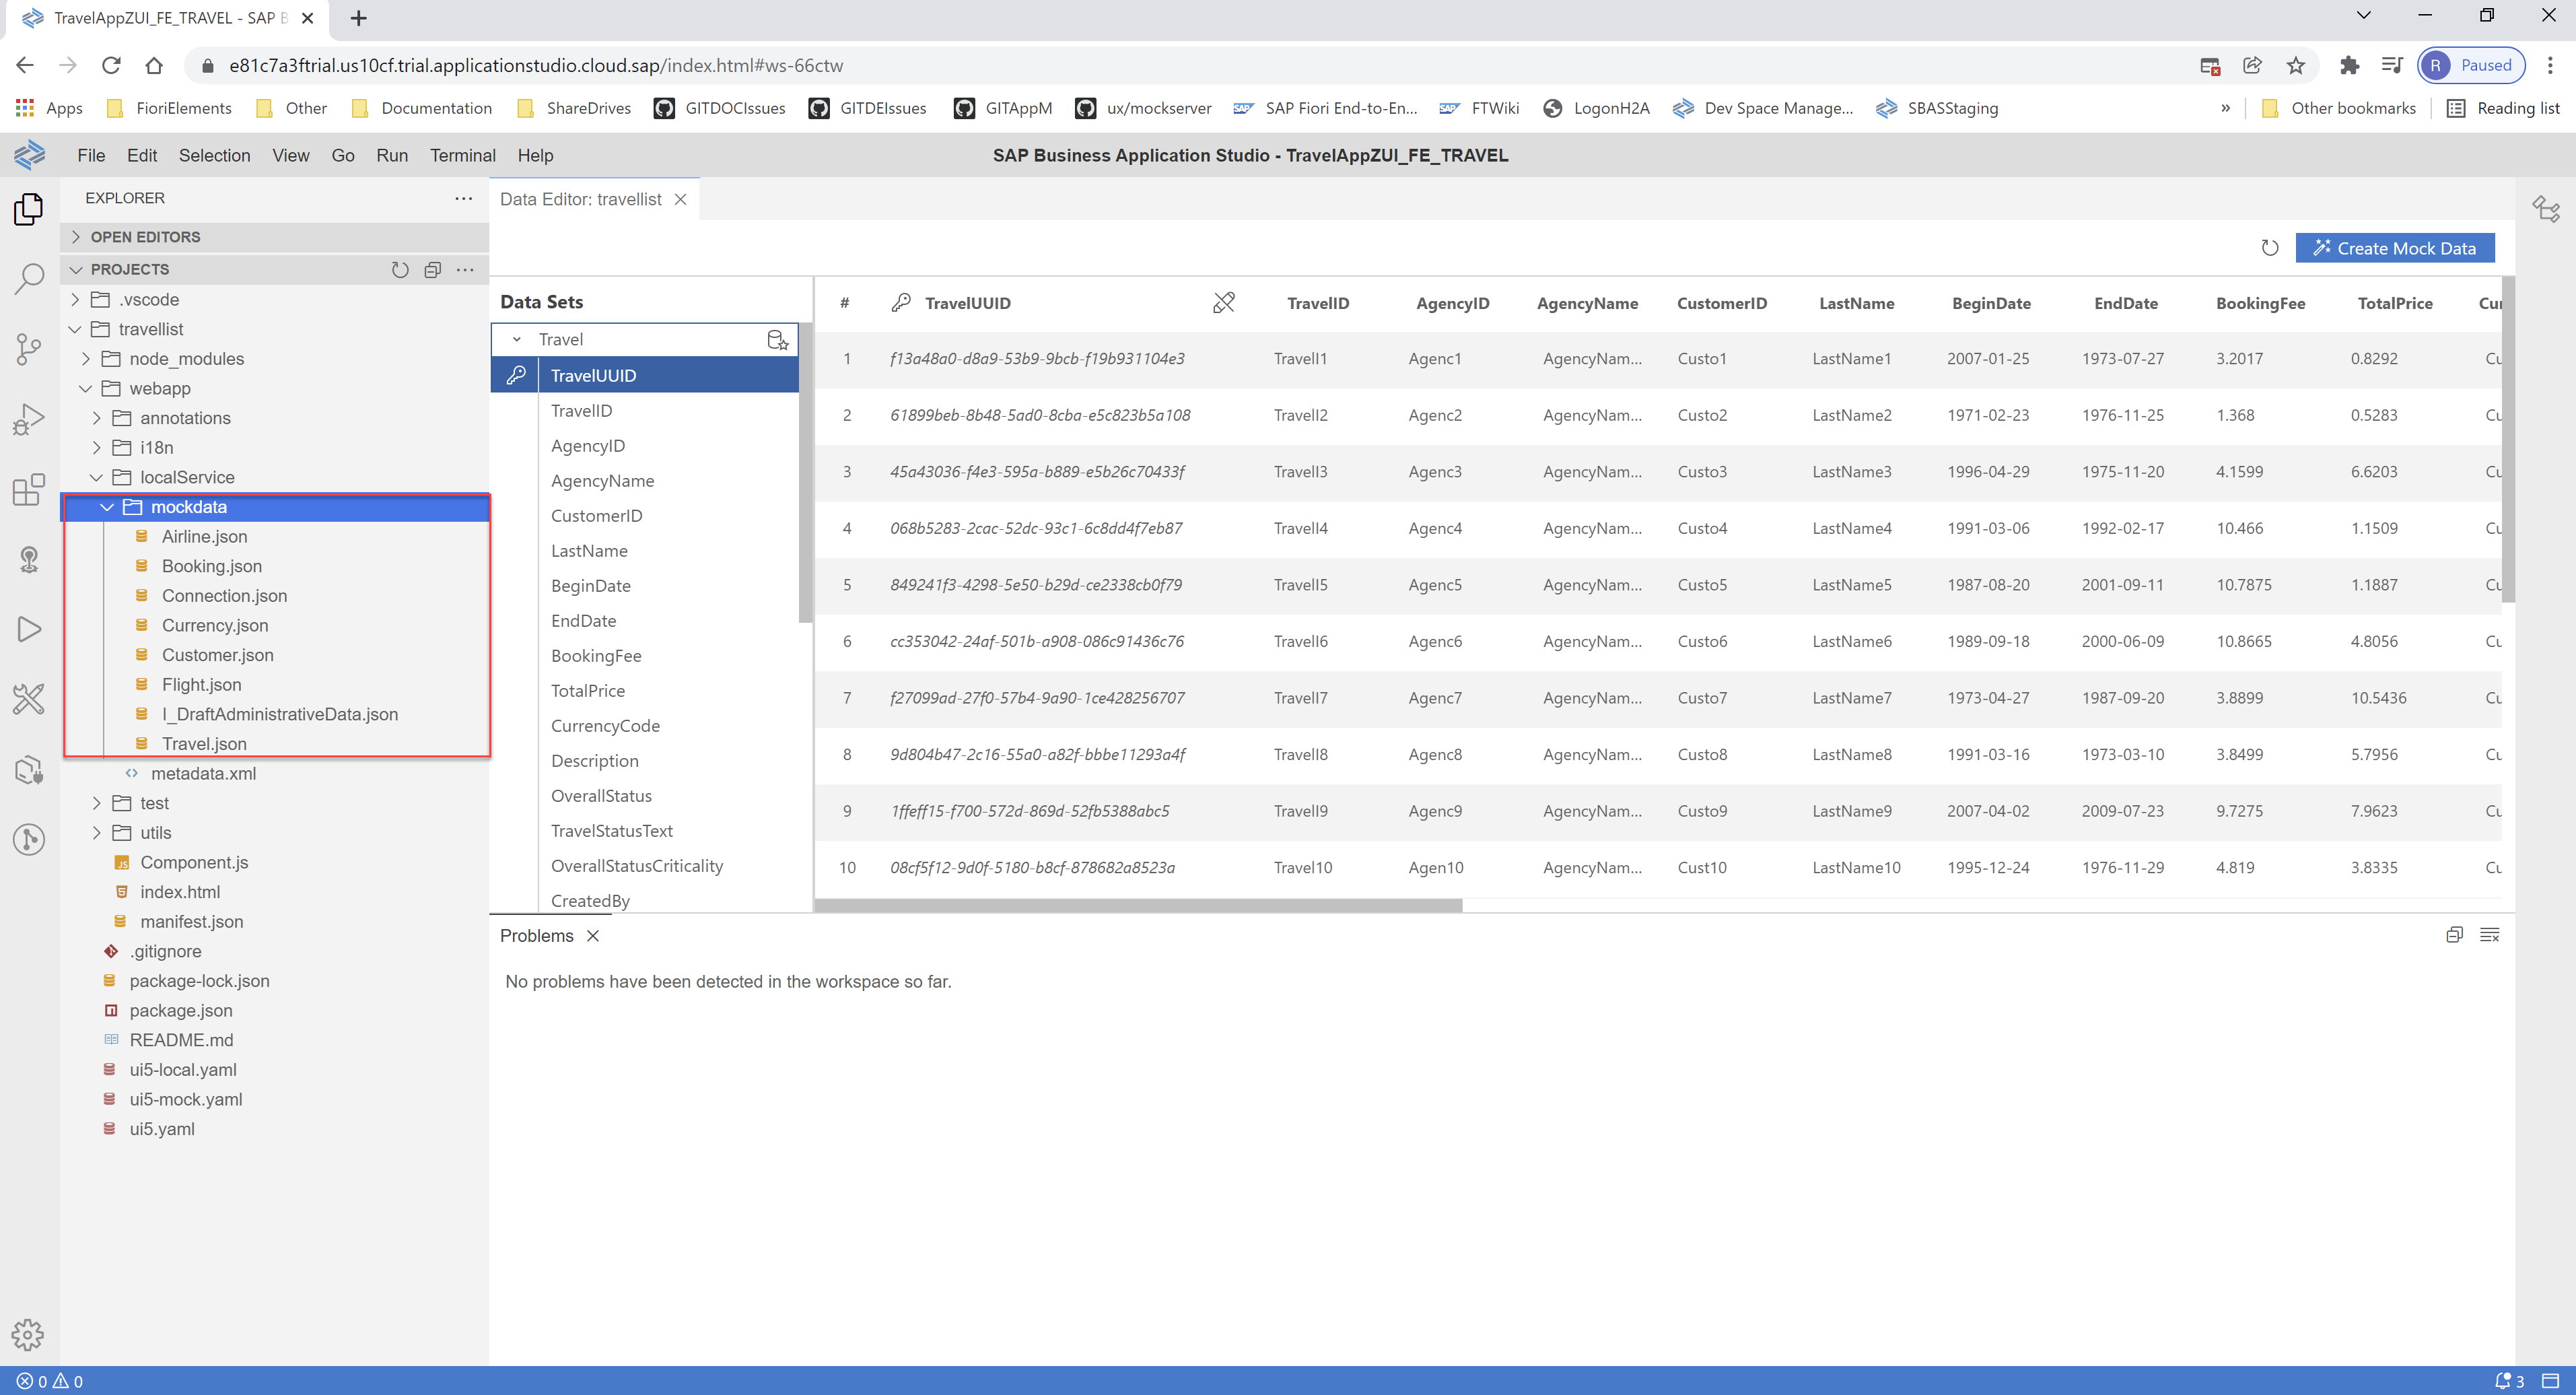 TravelAppZUI_FE_TRAVEL - SAP B
e81c7a3ftrial.us10cf.trial.applicationstudio.cloud.sap/index.html#ws-66ctw
R Paused
Apps FioriElements Other Documentation ShareDrives GITDOCIssues GITDEIssues GITAppM ux/mockserver SAP Fiori End-to-En... FTWiki LogonH2A Dev Space Manage... SBASStaging » Other bookmarks Reading list
File Edit Selection View Go Run Terminal Help SAP Business Application Studio - TravelAppZUI_FE_TRAVEL
EXPLORER
OPEN EDITORS
PROJECTS
.vscode
travellist
node_modules
webapp
annotations
i18n
localService
mockdata
Airline.json
Booking.json
Connection.json
Currency.json
Customer.json
Flight.json
I_DraftAdministrativeData.json
Travel.json
metadata.xml
test
utils
Component.js
index.html
manifest.json
.gitignore
package-lock.json
package.json
README.md
ui5-local.yaml
ui5-mock.yaml
ui5.yaml
Data Editor: travellist
Create Mock Data
Data Sets
Travel
TravelUUID
TravelID
AgencyID
AgencyName
CustomerID
LastName
BeginDate
EndDate
BookingFee
TotalPrice
CurrencyCode
Description
OverallStatus
TravelStatusText
OverallStatusCriticality
CreatedBy
# TravelUUID TravelID AgencyID AgencyName CustomerID LastName BeginDate EndDate BookingFee TotalPrice Cu
1 f13a48a0-d8a9-53b9-9bcb-f19b931104e3 Travell1 Agenc1 AgencyNam... Custo1 LastName1 2007-01-25 1973-07-27 3.2017 0.8292 Cu
2 61899beb-8b48-5ad0-8cba-e5c823b5a108 Travell2 Agenc2 AgencyNam... Custo2 LastName2 1971-02-23 1976-11-25 1.368 0.5283 Cu
3 45a43036-f4e3-595a-b889-e5b26c70433f Travell3 Agenc3 AgencyNam... Custo3 LastName3 1996-04-29 1975-11-20 4.1599 6.6203 Cu
4 068b5283-2cac-52dc-93c1-6c8dd4f7eb87 Travell4 Agenc4 AgencyNam... Custo4 LastName4 1991-03-06 1992-02-17 10.466 1.1509 Cu
5 849241f3-4298-5e50-b29d-ce2338cb0f79 Travell5 Agenc5 AgencyNam... Custo5 LastName5 1987-08-20 2001-09-11 10.7875 1.1887 Cu
6 cc353042-24af-501b-a908-086c91436c76 Travell6 Agenc6 AgencyNam... Custo6 LastName6 1989-09-18 2000-06-09 10.8665 4.8056 Cu
7 f27099ad-27f0-57b4-9a90-1ce428256707 Travell7 Agenc7 AgencyNam... Custo7 LastName7 1973-04-27 1987-09-20 3.8899 10.5436 Cu
8 9d804b47-2c16-55a0-a82f-bbbe11293a4f Travell8 Agenc8 AgencyNam... Custo8 LastName8 1991-03-16 1973-03-10 3.8499 5.7956 Cu
9 1ffeff15-f700-572d-869d-52fb5388abc5 Travell9 Agenc9 AgencyNam... Custo9 LastName9 2007-04-02 2009-07-23 9.7275 7.9623 Cu
10 08cf5f12-9d0f-5180-b8cf-878682a8523a Travel10 Agen10 AgencyNam... Cust10 LastName10 1995-12-24 1976-11-29 4.819 3.8335 Cu
Problems
No problems have been detected in the workspace so far.
0 0 3